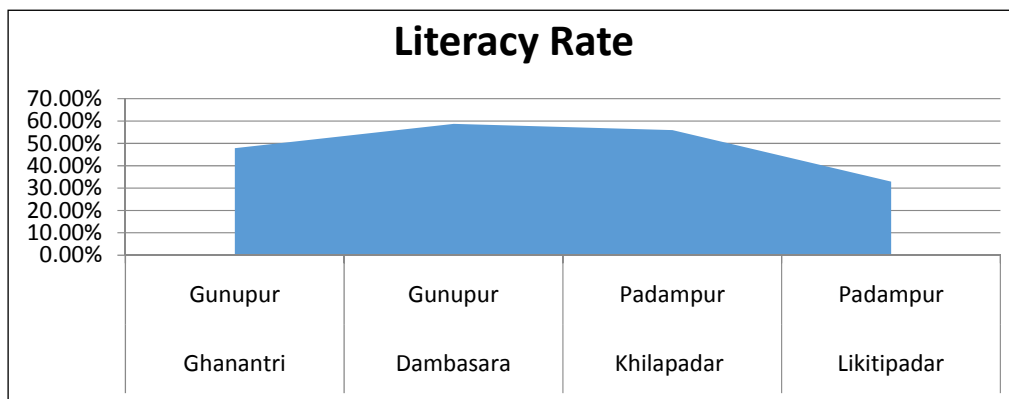 Literacy Rate
70.00%
60.00%
50.00%
40.00%
30.00%
20.00%
10.00%
0.00%
Gunupur Gunupur Padampur Padampur
Ghanantri Dambasara Khilapadar Likitipadar